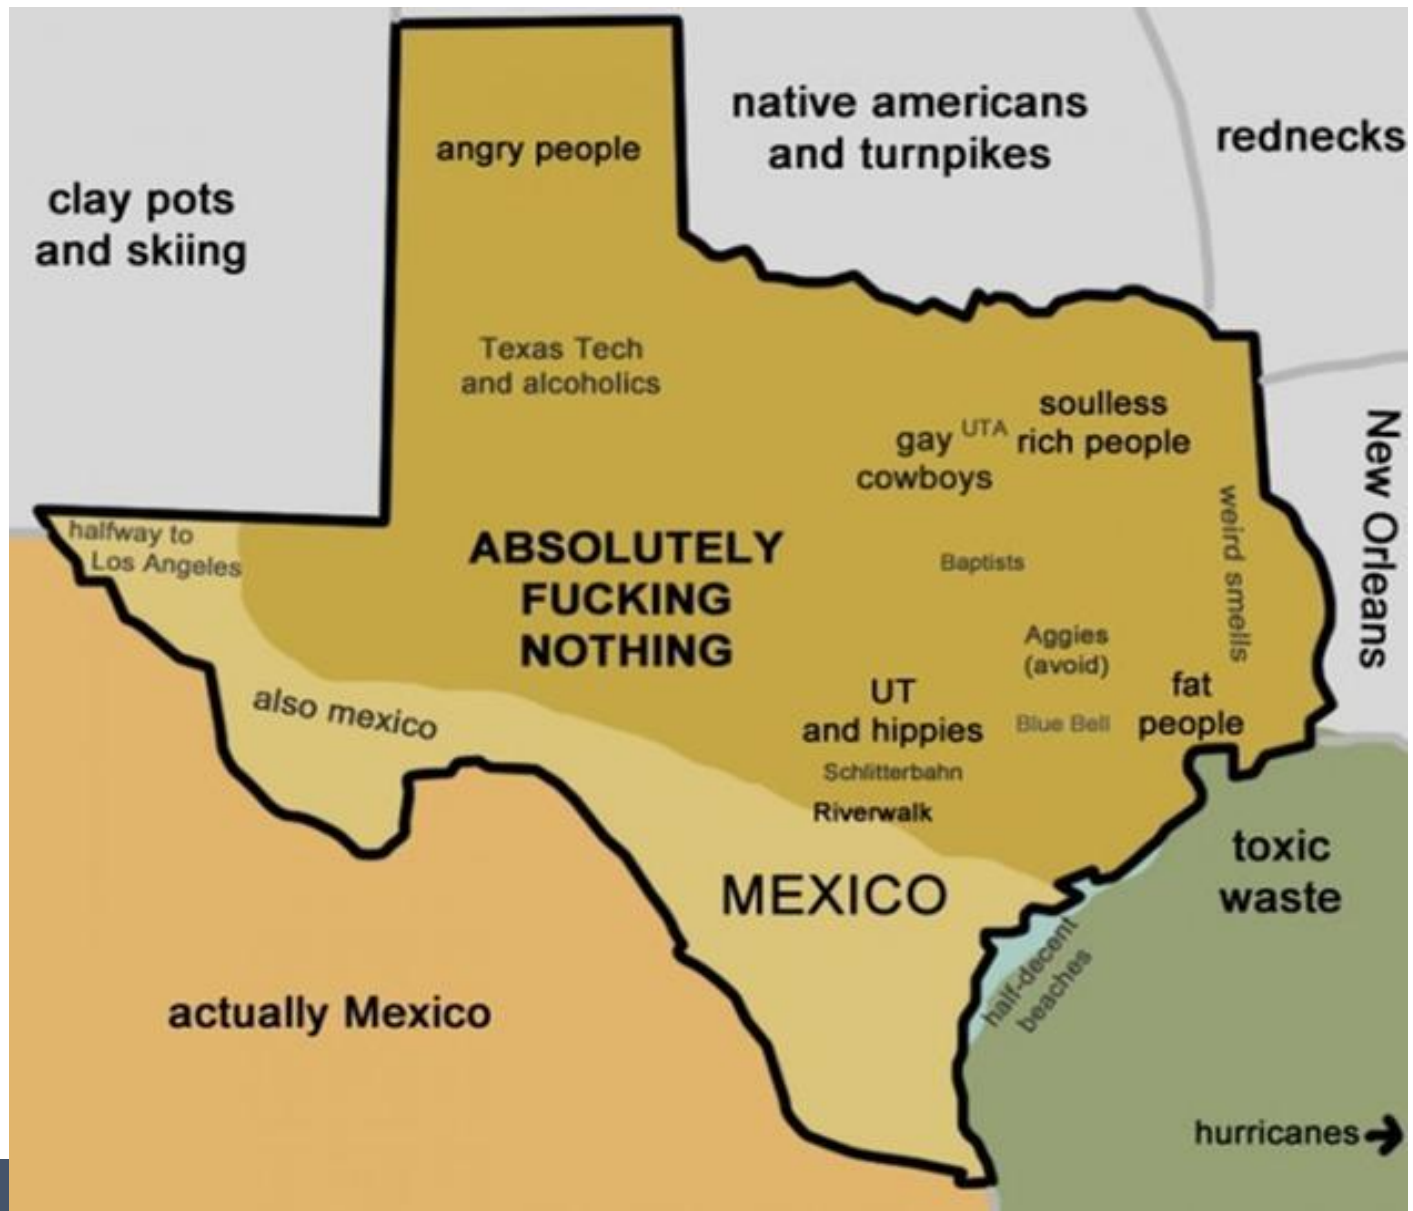 angry people
native americans
and turnpikes
rednecks
clay pots
and skiing
Texas Tech
and alcoholics
soulless
rich people
UTA
gay
cowboys
New Orleans
weird smells
halfway to
Los Angeles
ABSOLUTELY
FUCKING
NOTHING
Baptists
Aggies
(avoid)
also mexico
UT
and hippies
Blue Bell
fat
people
Schlitterbahn
Riverwalk
MEXICO
toxic
waste
half-decent
beaches
actually Mexico
hurricanes